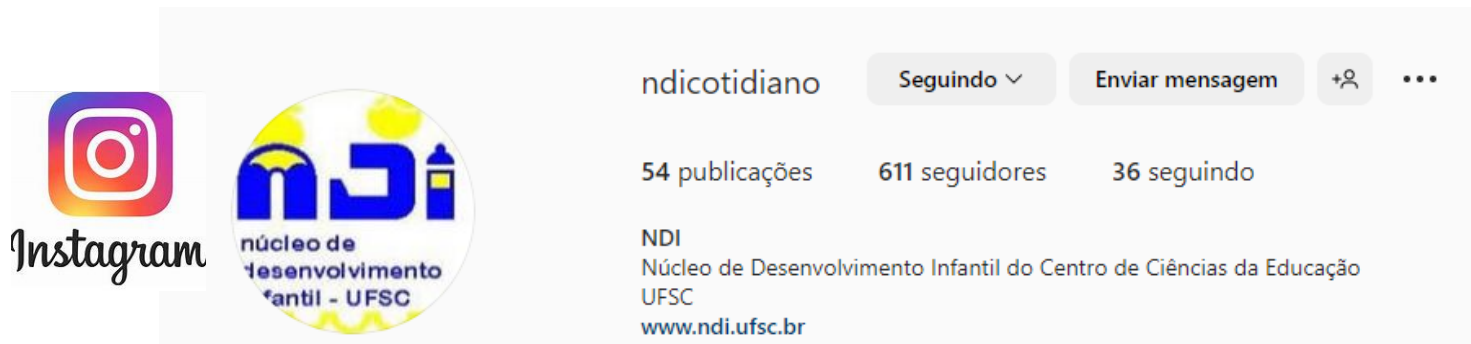 Instagram
nDi
núcleo de
desenvolvimento
infantil - UFSC
ndicotidiano Seguindo Enviar mensagem
54 publicações 611 seguidores 36 seguindo
NDI
Núcleo de Desenvolvimento Infantil do Centro de Ciências da Educação
UFSC
www.ndi.ufsc.br